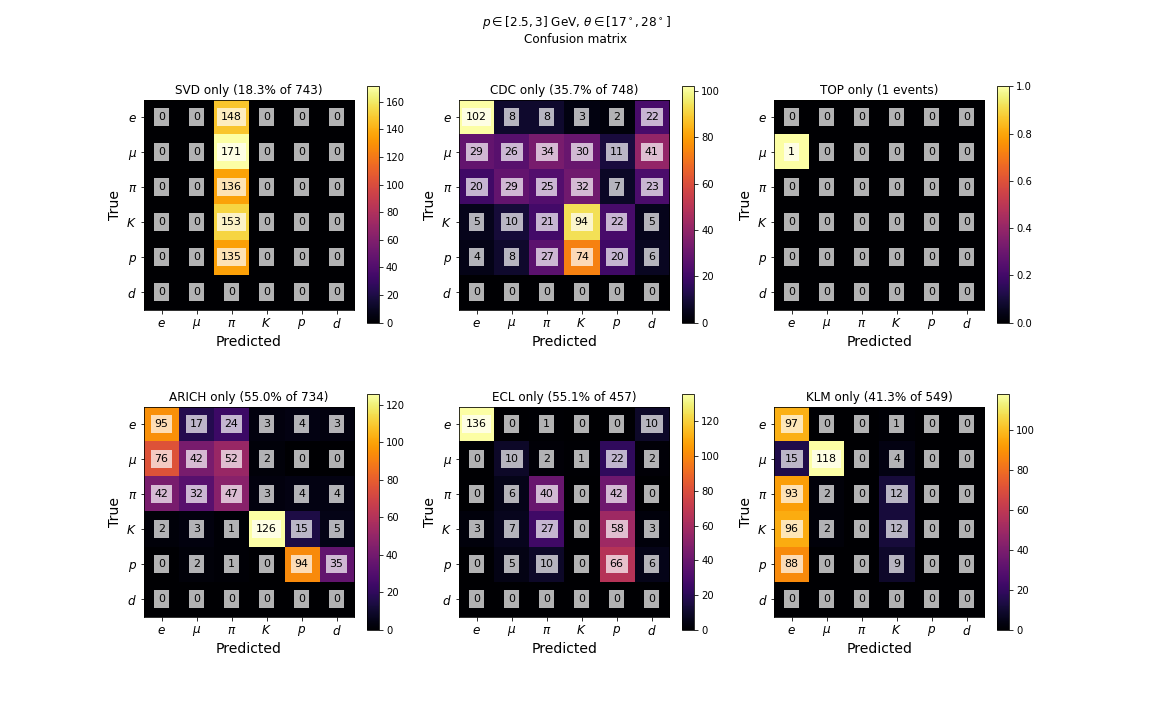 p ∈ [2.5, 3] GeV, θ ∈ [17°, 28°]
Confusion matrix
SVD only (18.3% of 743)
e 0 0 148 0 0 0
μ 0 0 171 0 0 0
π 0 0 136 0 0 0
K 0 0 153 0 0 0
p 0 0 135 0 0 0
d 0 0 0 0 0 0
e μ π K p d
True
Predicted
160
140
120
100
80
60
40
20
0
CDC only (35.7% of 748)
e 102 8 8 3 2 22
μ 29 26 34 30 11 41
π 20 29 25 32 7 23
K 5 10 21 94 22 5
p 4 8 27 74 20 6
d 0 0 0 0 0 0
e μ π K p d
True
Predicted
100
80
60
40
20
0
TOP only (1 events)
e 0 0 0 0 0 0
μ 1 0 0 0 0 0
π 0 0 0 0 0 0
K 0 0 0 0 0 0
p 0 0 0 0 0 0
d 0 0 0 0 0 0
e μ π K p d
True
Predicted
1.0
0.8
0.6
0.4
0.2
0.0
ARICH only (55.0% of 734)
e 95 17 24 3 4 3
μ 76 42 52 2 0 0
π 42 32 47 3 4 4
K 2 3 1 126 15 5
p 0 2 1 0 94 35
d 0 0 0 0 0 0
e μ π K p d
True
Predicted
120
100
80
60
40
20
0
ECL only (55.1% of 457)
e 136 0 1 0 0 10
μ 0 10 2 1 22 2
π 0 6 40 0 42 0
K 3 7 27 0 58 3
p 0 5 10 0 66 6
d 0 0 0 0 0 0
e μ π K p d
True
Predicted
120
100
80
60
40
20
0
KLM only (41.3% of 549)
e 97 0 0 1 0 0
μ 15 118 0 4 0 0
π 93 2 0 12 0 0
K 96 2 0 12 0 0
p 88 0 0 9 0 0
d 0 0 0 0 0 0
e μ π K p d
True
Predicted
100
80
60
40
20
0